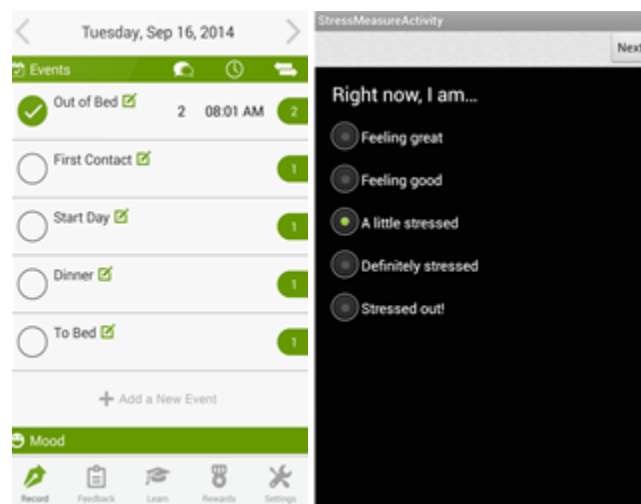 Tuesday, Sep 16, 2014
Events
Out of Bed 2 08:01 AM 2
First Contact 1
Start Day 1
Dinner 1
To Bed 1
+ Add a New Event
Mood
Record Feedback Learn Rewards Settings
StressMeasureActivity
Next
Right now, I am...
Feeling great
Feeling good
A little stressed
Definitely stressed
Stressed out!